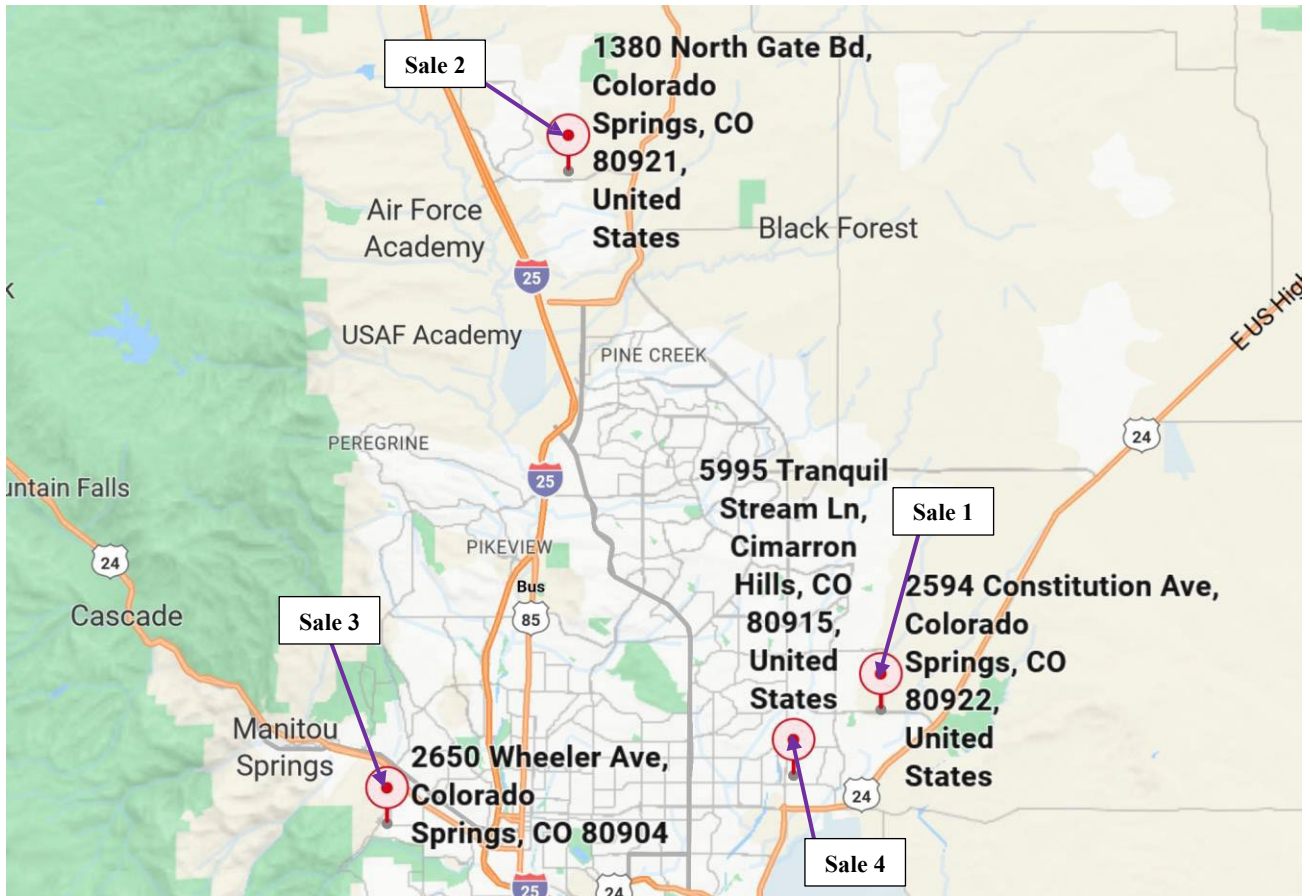 Sale 2
1380 North Gate Bd,
Colorado
Springs, CO
80921,
United
States
Air Force
Academy
Black Forest
25
USAF Academy
PINE CREEK
E US High
24
PEREGRINE
25
untain Falls
5995 Tranquil
Stream Ln,
Cimarron
Hills, CO
80915,
United
States
Sale 1
PIKEVIEW
24
Bus
85
2594 Constitution Ave,
Colorado
Springs, CO
80922,
United
States
Cascade
Sale 3
Manitou
Springs
2650 Wheeler Ave,
Colorado
Springs, CO 80904
24
Sale 4
25
24